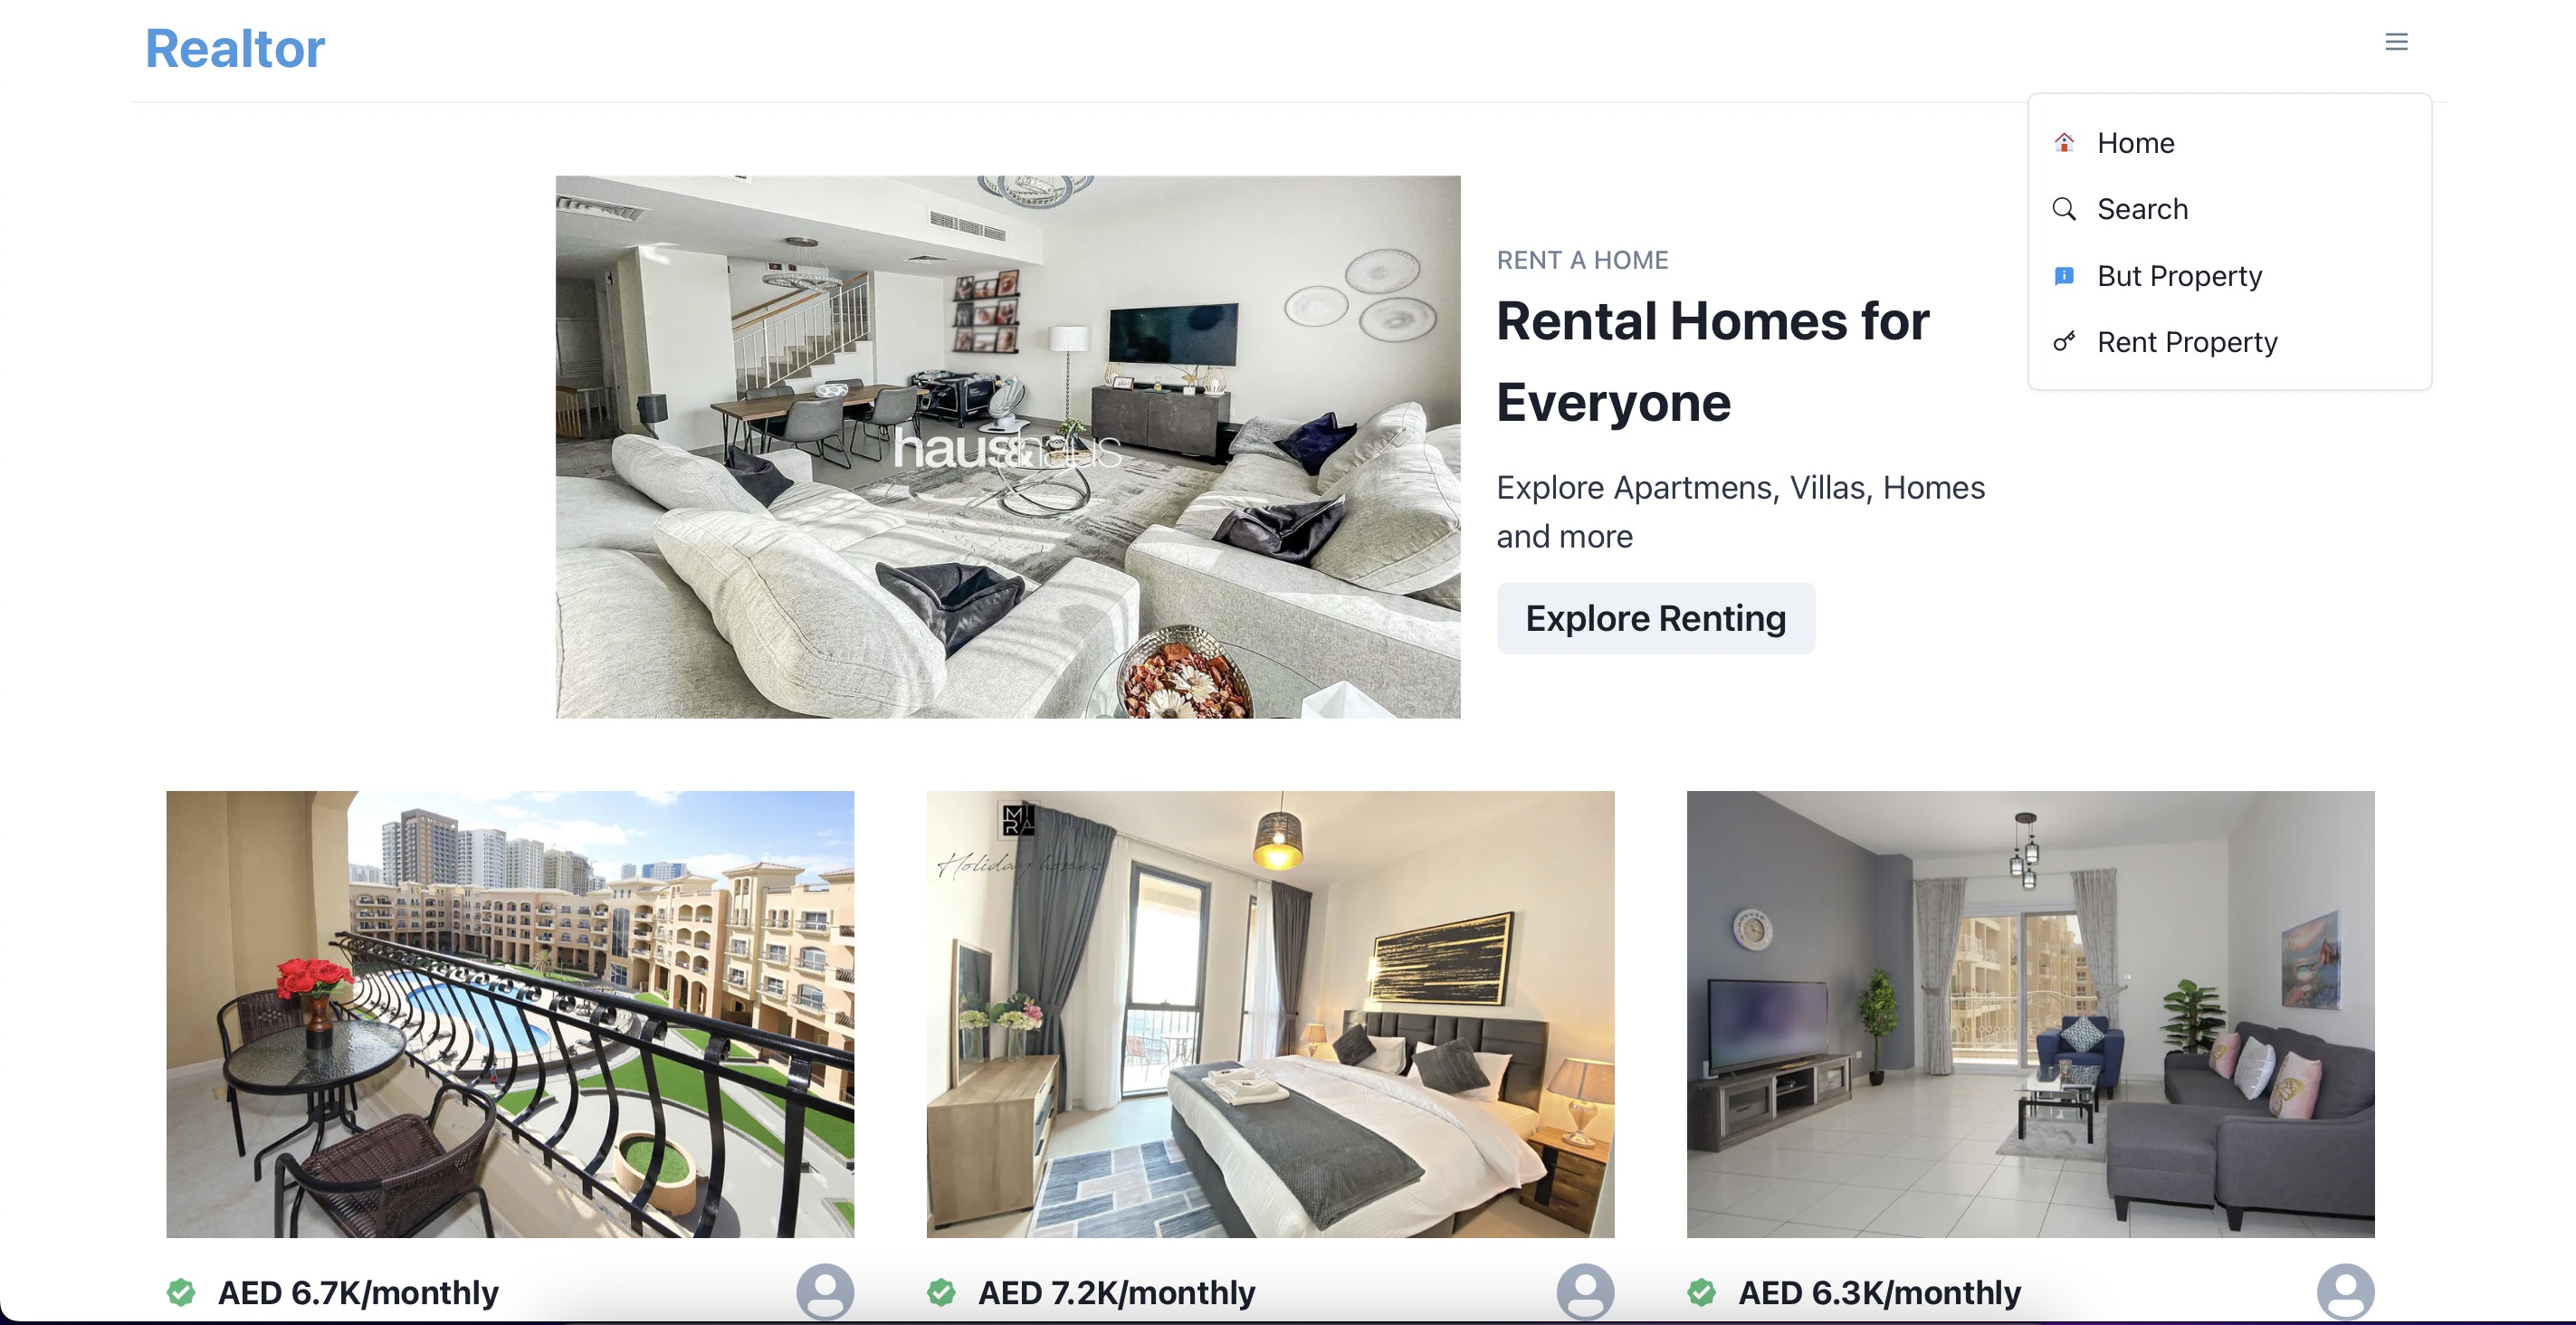 Realtor
Home
Search
But Property
Rent Property
RENT A HOME
Rental Homes for
Everyone
Explore Apartmens, Villas, Homes
and more
Explore Renting
haus&haus
MIRA
Holiday homes
AED 6.7K/monthly
AED 7.2K/monthly
AED 6.3K/monthly